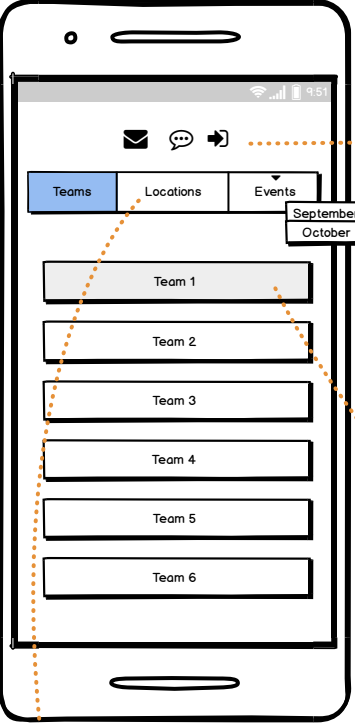 9:51
Teams
Locations
Events
September
October
Team 1
Team 2
Team 3
Team 4
Team 5
Team 6